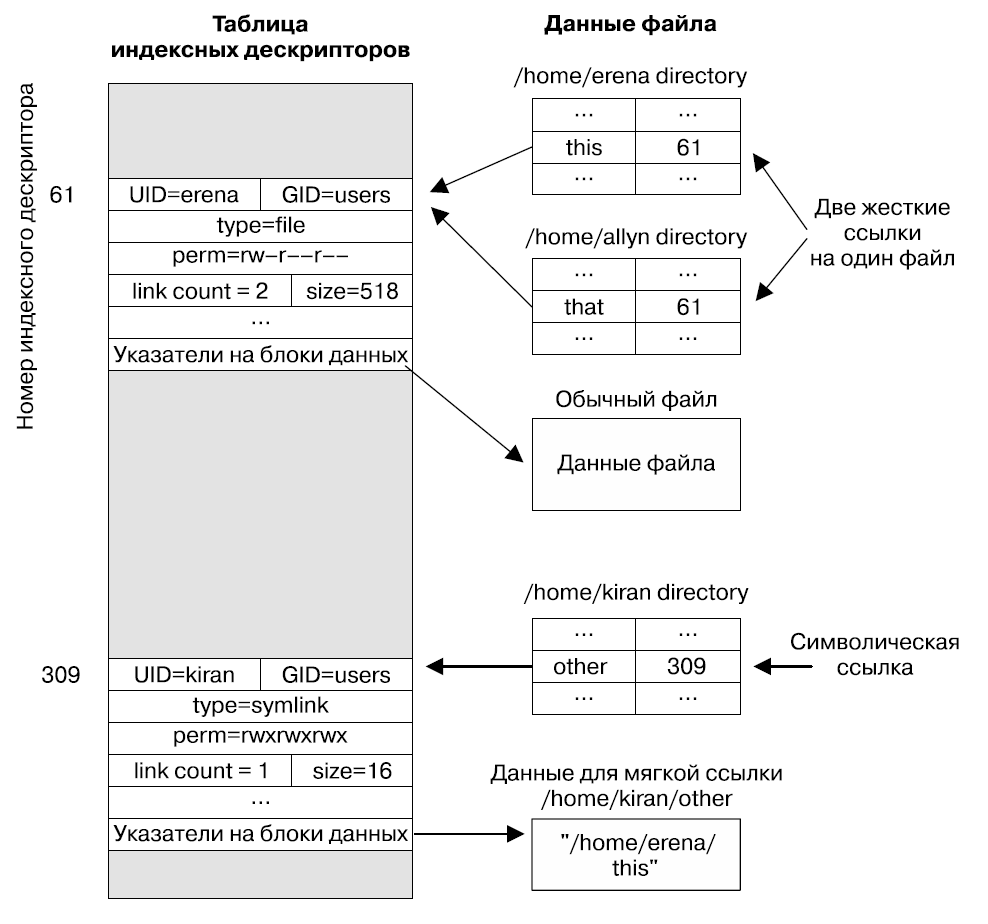 Таблица
индексных дескрипторов
Номер индексного дескриптора
61
UID=erena GID=users
type=file
perm=rw-r--r--
link count = 2 size=518
...
Указатели на блоки данных
309
UID=kiran GID=users
type=symlink
perm=rwxrwxrwx
link count = 1 size=16
...
Указатели на блоки данных
Данные файла
/home/erena directory
... ...
this 61
... ...
/home/allyn directory
... ...
that 61
... ...
Две жесткие
ссылки
на один файл
Обычный файл
Данные файла
/home/kiran directory
... ...
other 309
... ...
Символическая
ссылка
Данные для мягкой ссылки
/home/kiran/other
"/home/erena/
this"